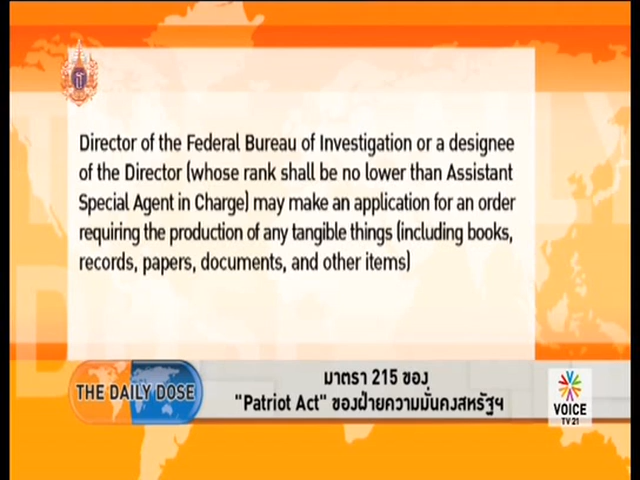 Director of the Federal Bureau of Investigation or a designee
of the Director (whose rank shall be no lower than Assistant
Special Agent in Charge) may make an application for an order
requiring the production of any tangible things (including books,
records, papers, documents, and other items)
THE DAILY DOSE
มาตรา 215 ของ
"Patriot Act" ของฝ่ายความมั่นคงสหรัฐฯ
VOICE
TV 21